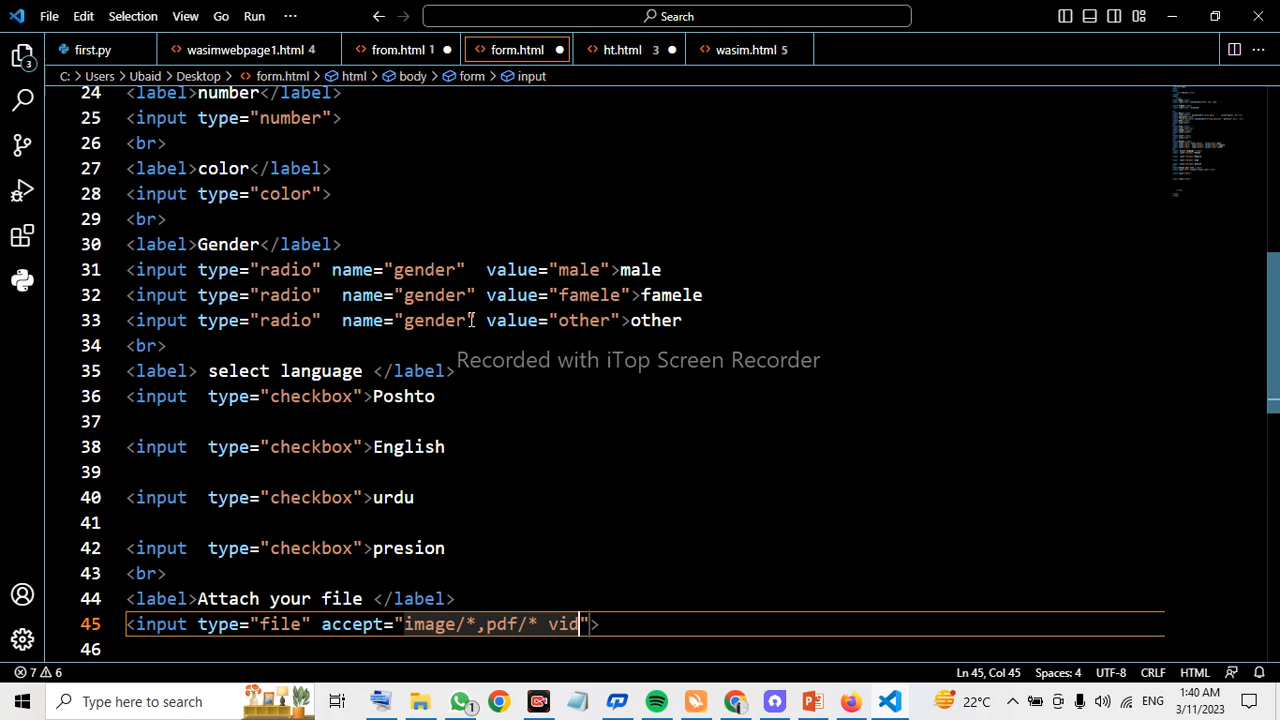 File Edit Selection View Go Run ··· Search
first.py wasimwebpage1.html 4 from.html 1 form.html ht.html 3 wasim.html 5
C: > Users > Ubaid > Desktop > form.html > html > body > form > input
24 <label>number</label>
25 <input type="number">
26 <br>
27 <label>color</label>
28 <input type="color">
29 <br>
30 <label>Gender</label>
31 <input type="radio" name="gender"  value="male">male
32 <input type="radio"  name="gender" value="famele">famele
33 <input type="radio"  name="gender" value="other">other
34 <br>
Recorded with iTop Screen Recorder
35 <label> select language </label>
36 <input  type="checkbox">Poshto
37
38 <input  type="checkbox">English
39
40 <input  type="checkbox">urdu
41
42 <input  type="checkbox">presion
43 <br>
44 <label>Attach your file </label>
45 <input type="file" accept="image/*,pdf/* vid">
46
3
7 6 Ln 45, Col 45 Spaces: 4 UTF-8 CRLF HTML
Type here to search 1 22°C ENG 1:40 AM
3/11/2023